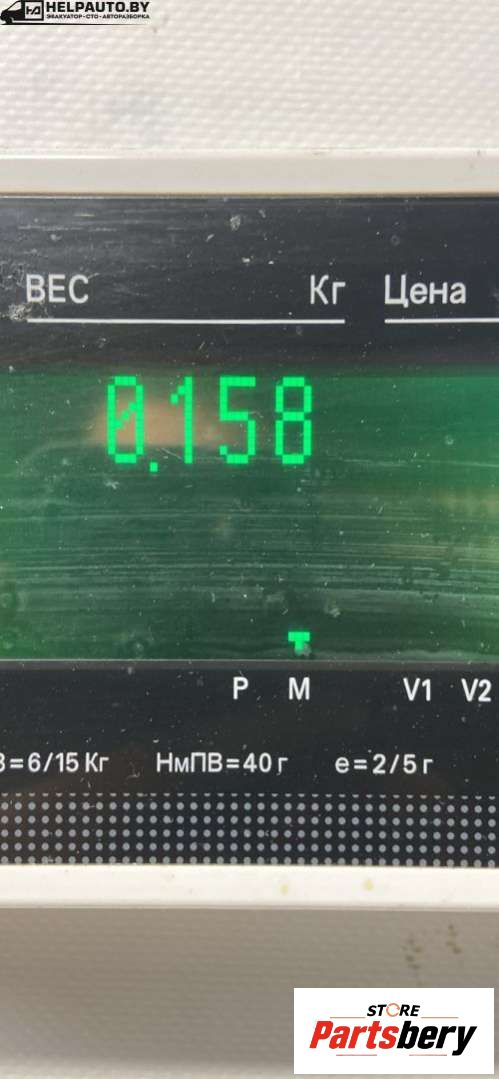 HELPAUTO.BY
ЭВАКУАТОР-СТО-АВТОРАЗБОРКА
ВЕС Кг Цена
0.158
P M V1 V2
=6/15 Кг НмПВ=40 г e=2/5 г
STORE
Partsbery